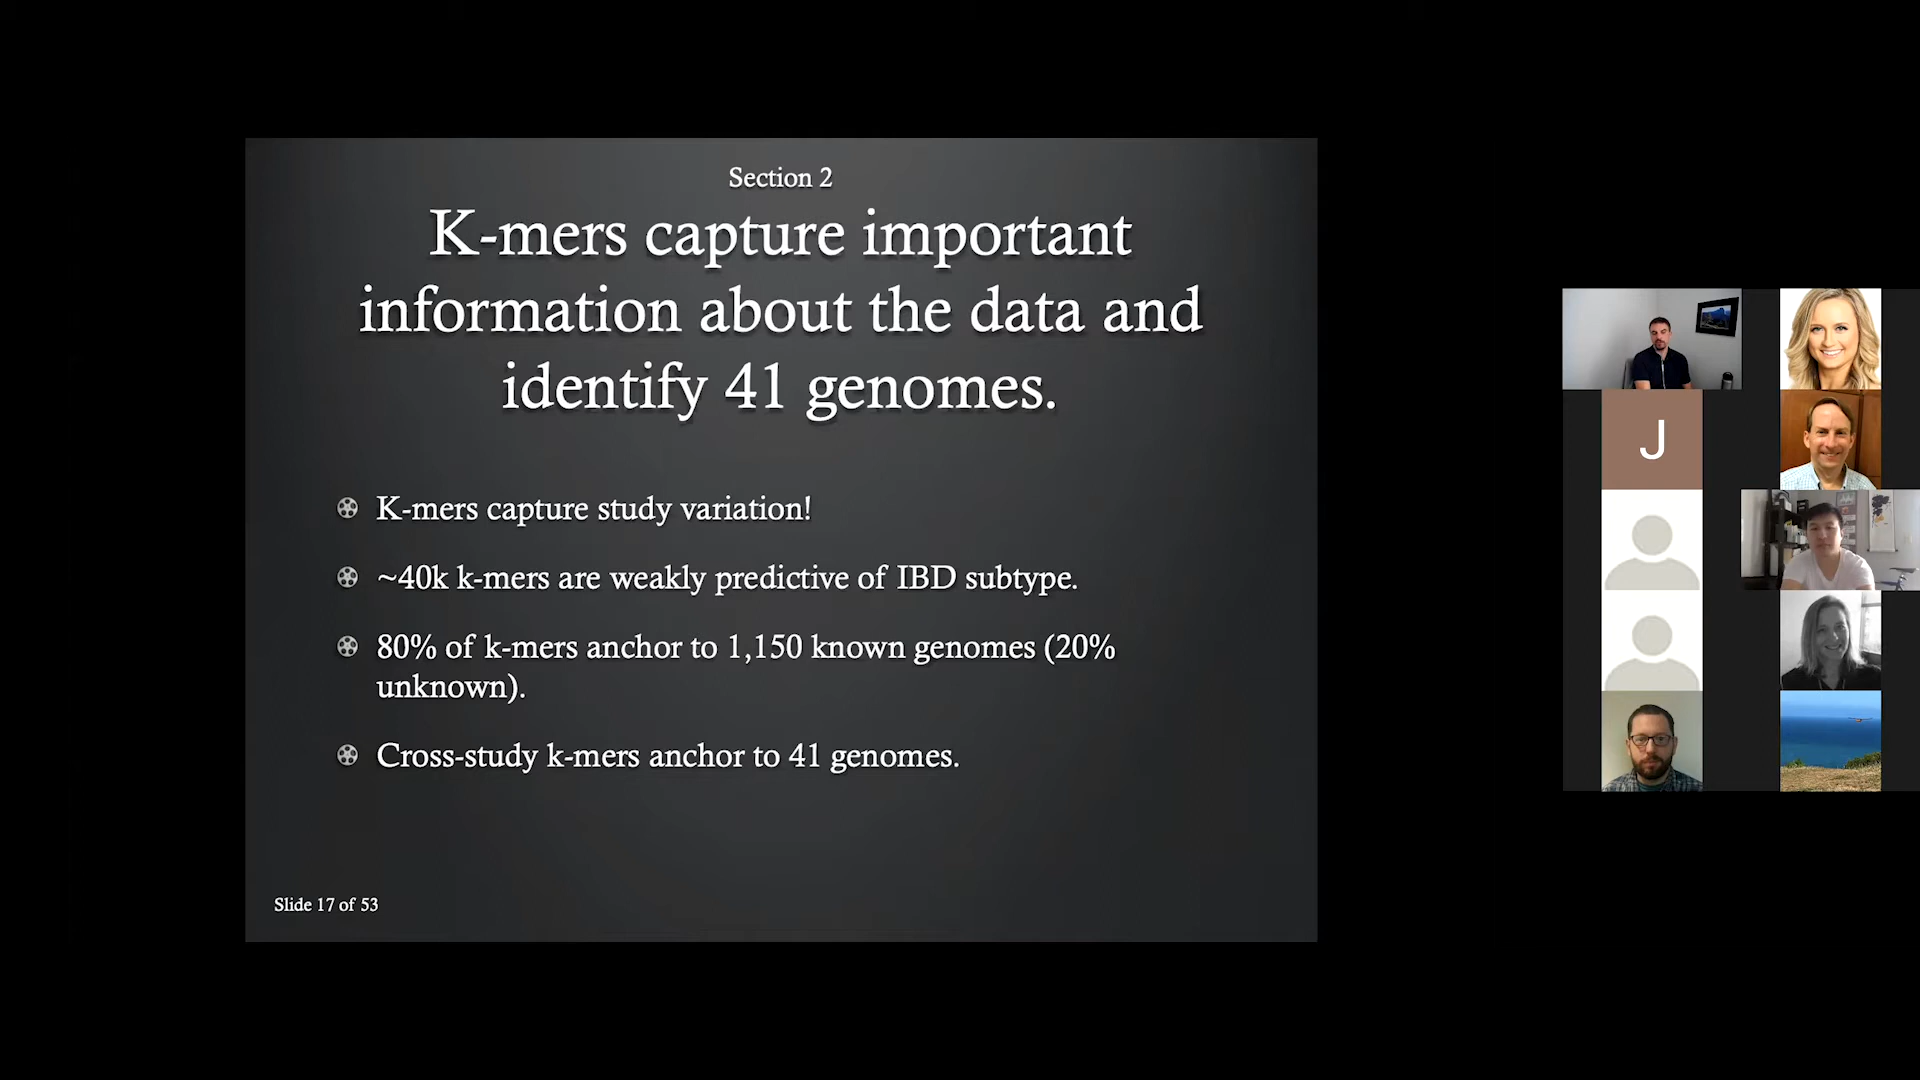 Section 2
K-mers capture important
information about the data and
identify 41 genomes.
K-mers capture study variation!
~40k k-mers are weakly predictive of IBD subtype.
80% of k-mers anchor to 1,150 known genomes (20%
unknown).
Cross-study k-mers anchor to 41 genomes.
Slide 17 of 53
J